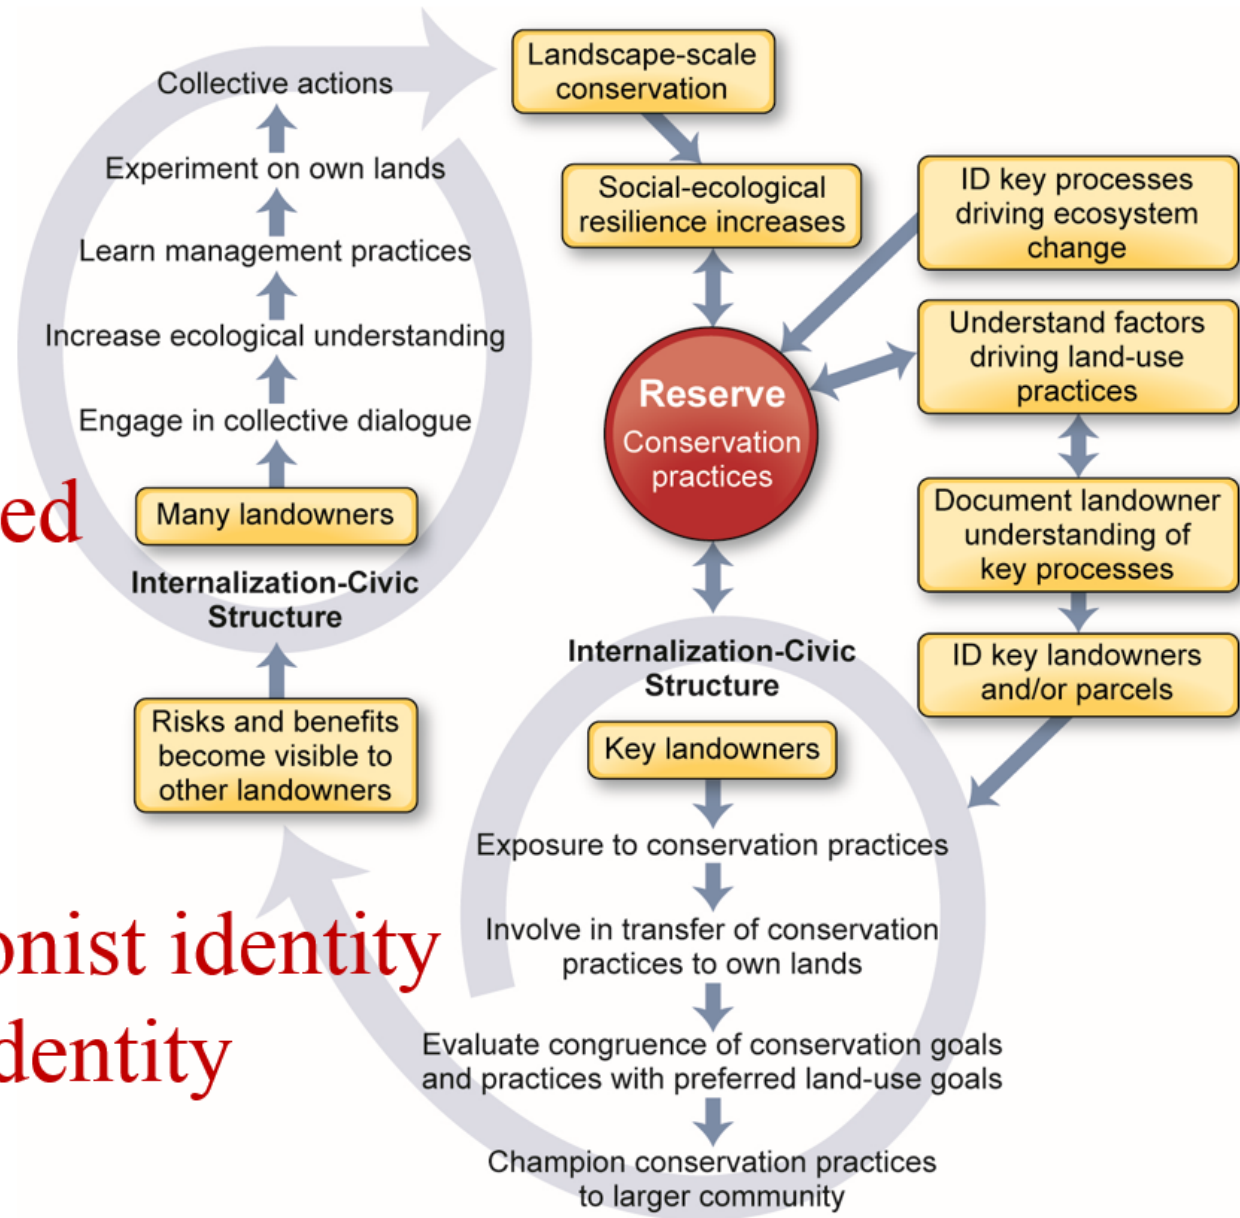 Landscape-scale
conservation
Collective actions
Experiment on own lands
Learn management practices
Increase ecological understanding
Engage in collective dialogue
Many landowners
Internalization-Civic
Structure
Risks and benefits
become visible to
other landowners
Social-ecological
resilience increases
ID key processes
driving ecosystem
change
Understand factors
driving land-use
practices
Reserve
Conservation
practices
Document landowner
understanding of
key processes
ID key landowners
and/or parcels
Internalization-Civic
Structure
Key landowners
Exposure to conservation practices
Involve in transfer of conservation
practices to own lands
Evaluate congruence of conservation goals
and practices with preferred land-use goals
Champion conservation practices
to larger community
ed
onist identity
dentity